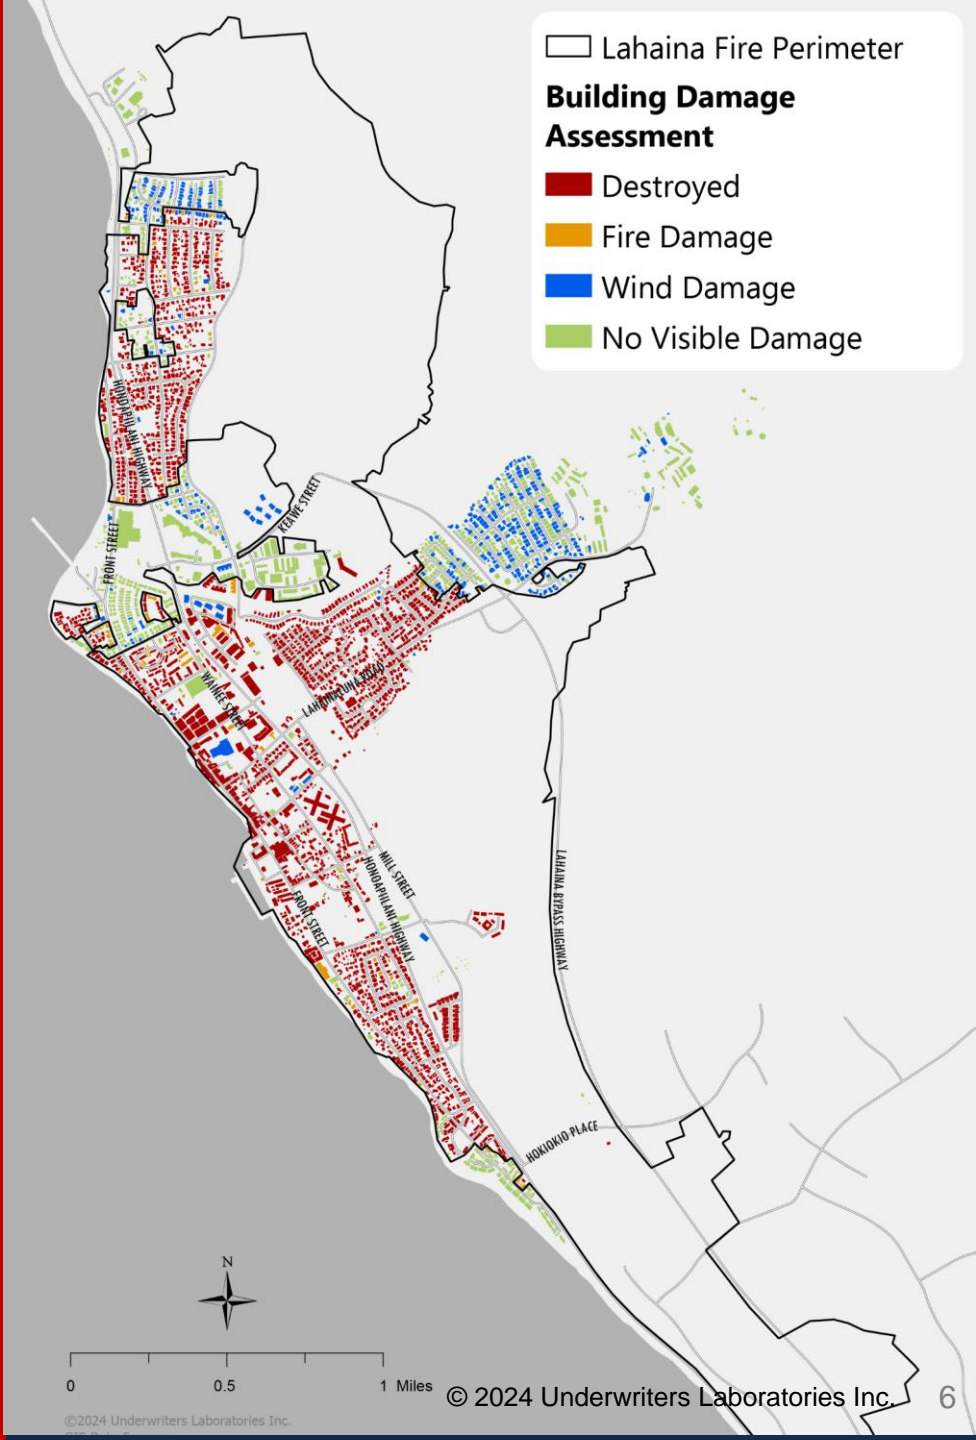 Lahaina Fire Perimeter
Building Damage
Assessment
Destroyed
Fire Damage
Wind Damage
No Visible Damage
HONOAPIILANI HIGHWAY
KEAWE STREET
FRONT STREET
WAINEE STREET
LAHAINALUNA ROAD
MILL STREET
HONOAPIILANI HIGHWAY
FRONT STREET
LAHAINA BYPASS HIGHWAY
HOKIOKIO PLACE
N
0 0.5 1 Miles
© 2024 Underwriters Laboratories Inc. 6
©2024 Underwriters Laboratories Inc.